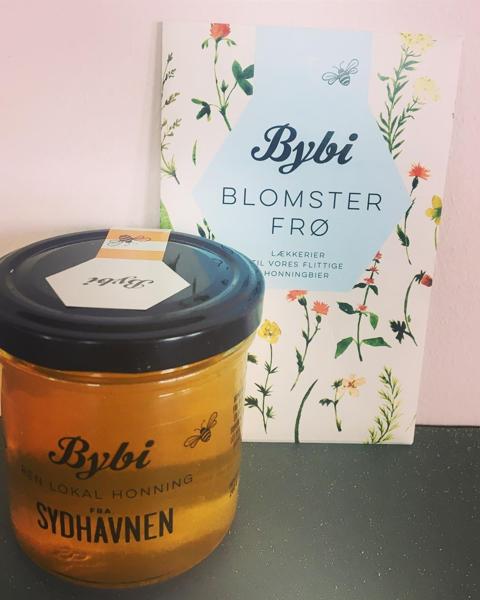 Bybi
BLOMSTER
FRØ
LÆKKERIER
TIL VORES FLITTIGE
HONNINGBIER
Bybi
Bybi
REN LOKAL HONNING
FRA
SYDHAVNEN